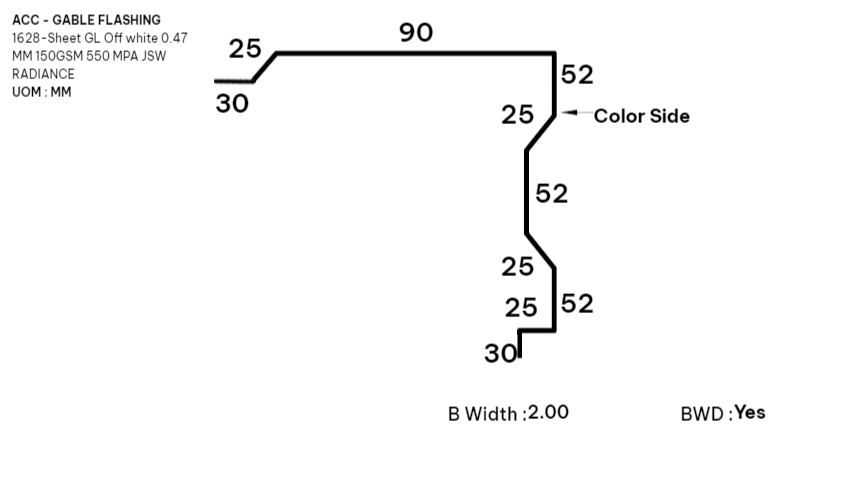 ACC - GABLE FLASHING
1628-Sheet GL Off white 0.47
MM 150GSM 550 MPA JSW
RADIANCE
UOM : MM
90
25
30
52
25
Color Side
52
25
25
52
30
B Width : 2.00
BWD : Yes